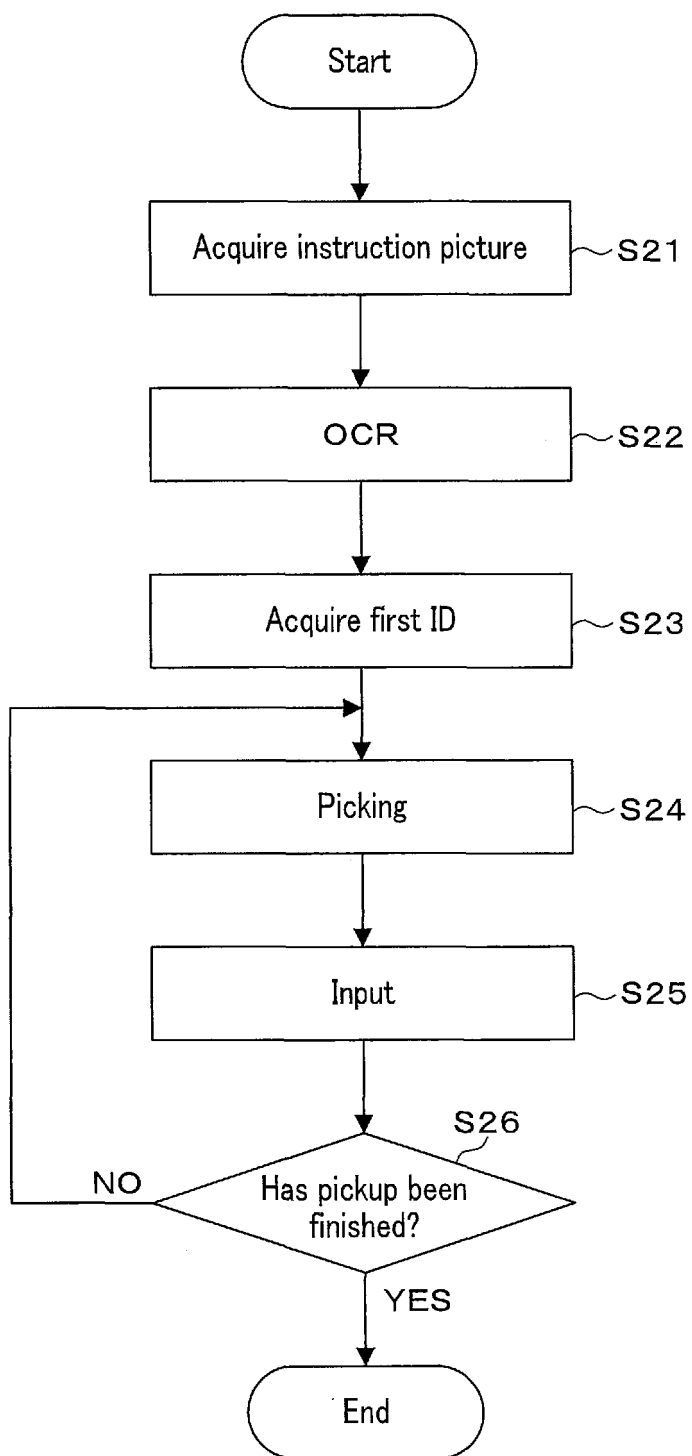 Start
Acquire instruction picture
S21
OCR
S22
Acquire first ID
S23
Picking
S24
Input
S25
S26
NO
Has pickup been
finished?
YES
End